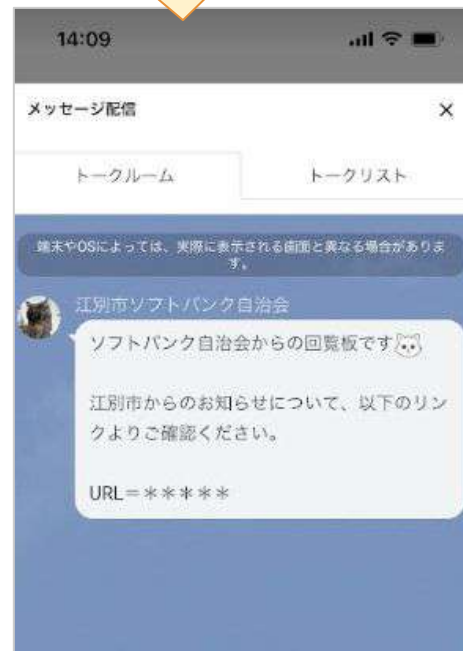 14:09
メッセージ配信
×
トークルーム
トークリスト
端末やOSによっては、実際に表示される画面と異なる場合がありま
す。
江別市ソフトバンク自治会
ソフトバンク自治会からの回覧板です
江別市からのお知らせについて、以下のリン
クよりご確認ください。
URL=*****